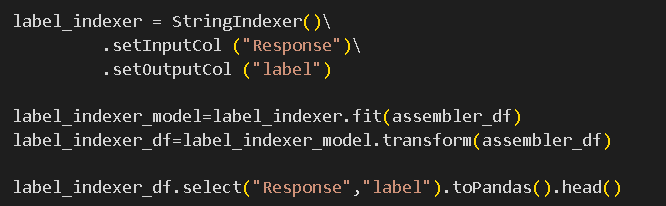 label_indexer = StringIndexer()\
        .setInputCol ("Response")\
        .setOutputCol ("label")
label_indexer_model=label_indexer.fit(assembler_df)
label_indexer_df=label_indexer_model.transform(assembler_df)
label_indexer_df.select("Response","label").toPandas().head()